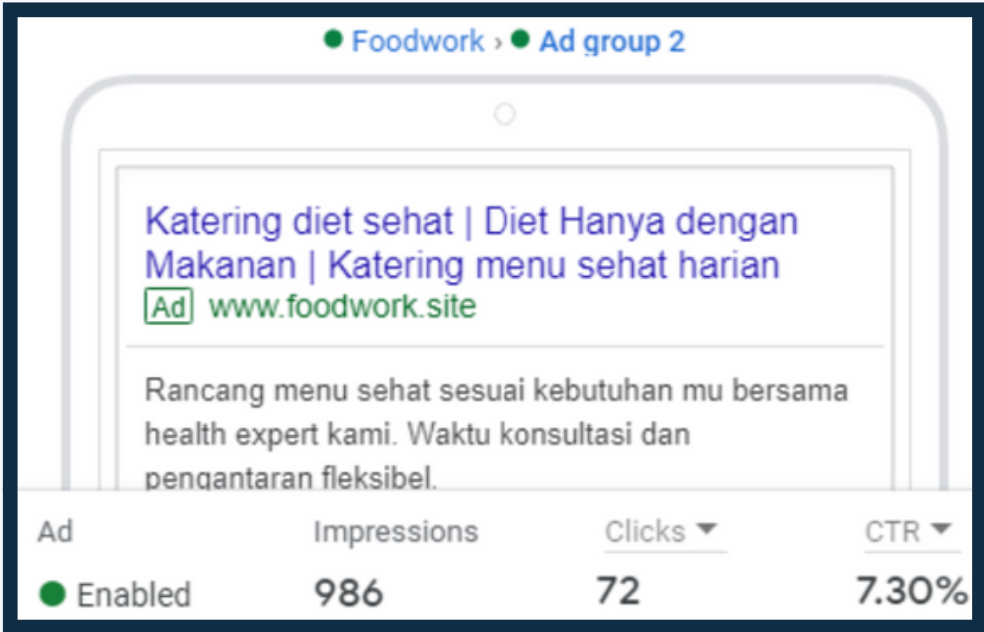 Foodwork › Ad group 2
Katering diet sehat | Diet Hanya dengan
Makanan | Katering menu sehat harian
Ad www.foodwork.site
Rancang menu sehat sesuai kebutuhan mu bersama
health expert kami. Waktu konsultasi dan
pengantaran fleksibel.
Ad Impressions Clicks CTR
Enabled 986 72 7.30%